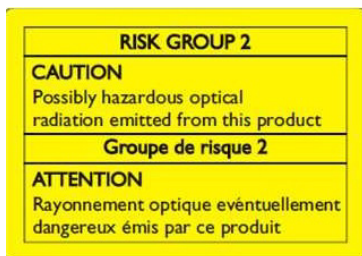 RISK GROUP 2
CAUTION
Possibly hazardous optical
radiation emitted from this product
Groupe de risque 2
ATTENTION
Rayonnement optique evéntuellement
dangereux émis par ce produit